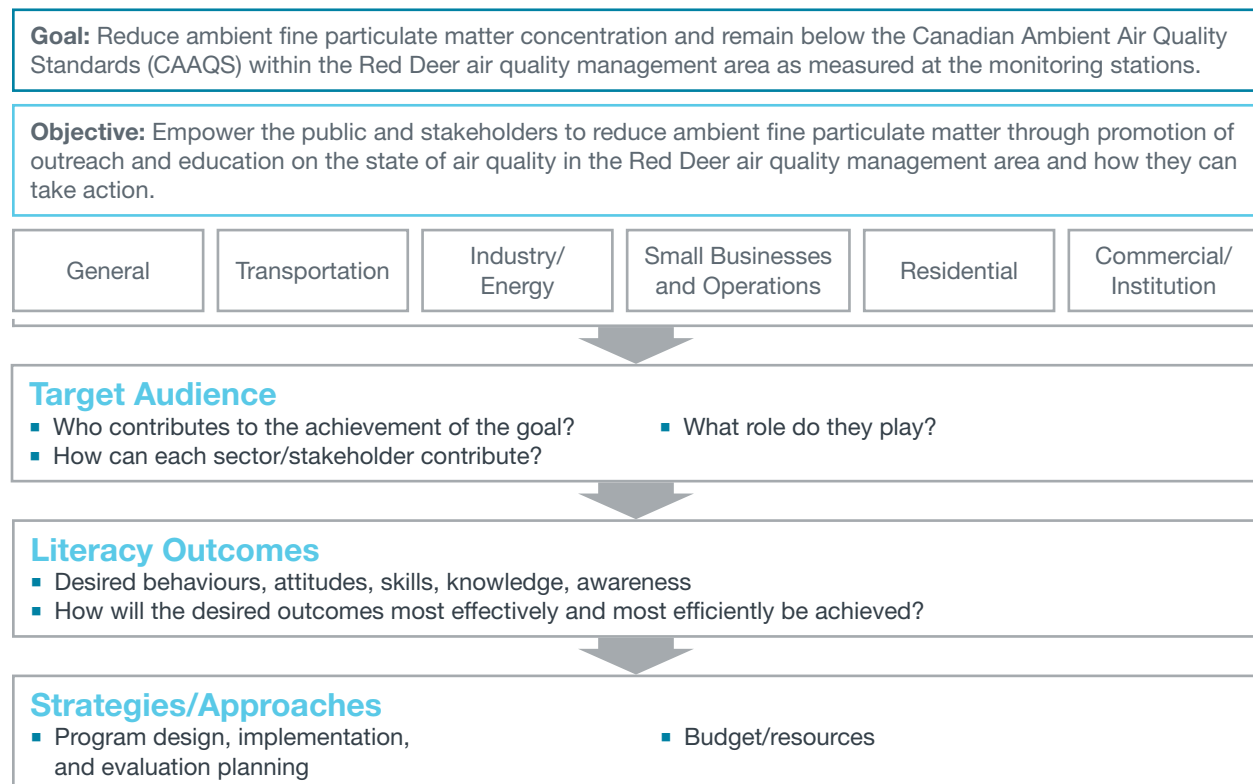 Goal: Reduce ambient fine particulate matter concentration and remain below the Canadian Ambient Air Quality
Standards (CAAQS) within the Red Deer air quality management area as measured at the monitoring stations.
Objective: Empower the public and stakeholders to reduce ambient fine particulate matter through promotion of
outreach and education on the state of air quality in the Red Deer air quality management area and how they can
take action.
General
Transportation
Industry/
Energy
Small Businesses
and Operations
Residential
Commercial/
Institution
Target Audience
▪ Who contributes to the achievement of the goal?
▪ What role do they play?
▪ How can each sector/stakeholder contribute?
Literacy Outcomes
▪ Desired behaviours, attitudes, skills, knowledge, awareness
▪ How will the desired outcomes most effectively and most efficiently be achieved?
Strategies/Approaches
▪ Program design, implementation,
and evaluation planning
▪ Budget/resources